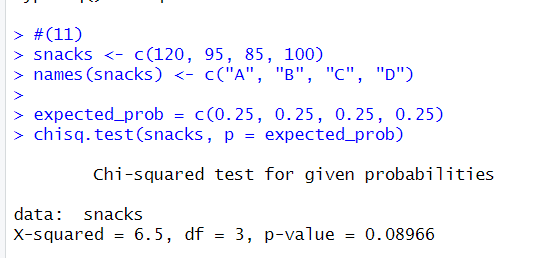 > #(11)
> snacks <- c(120, 95, 85, 100)
> names(snacks) <- c("A", "B", "C", "D")
>
> expected_prob = c(0.25, 0.25, 0.25, 0.25)
> chisq.test(snacks, p = expected_prob)
Chi-squared test for given probabilities
data:  snacks
X-squared = 6.5, df = 3, p-value = 0.08966